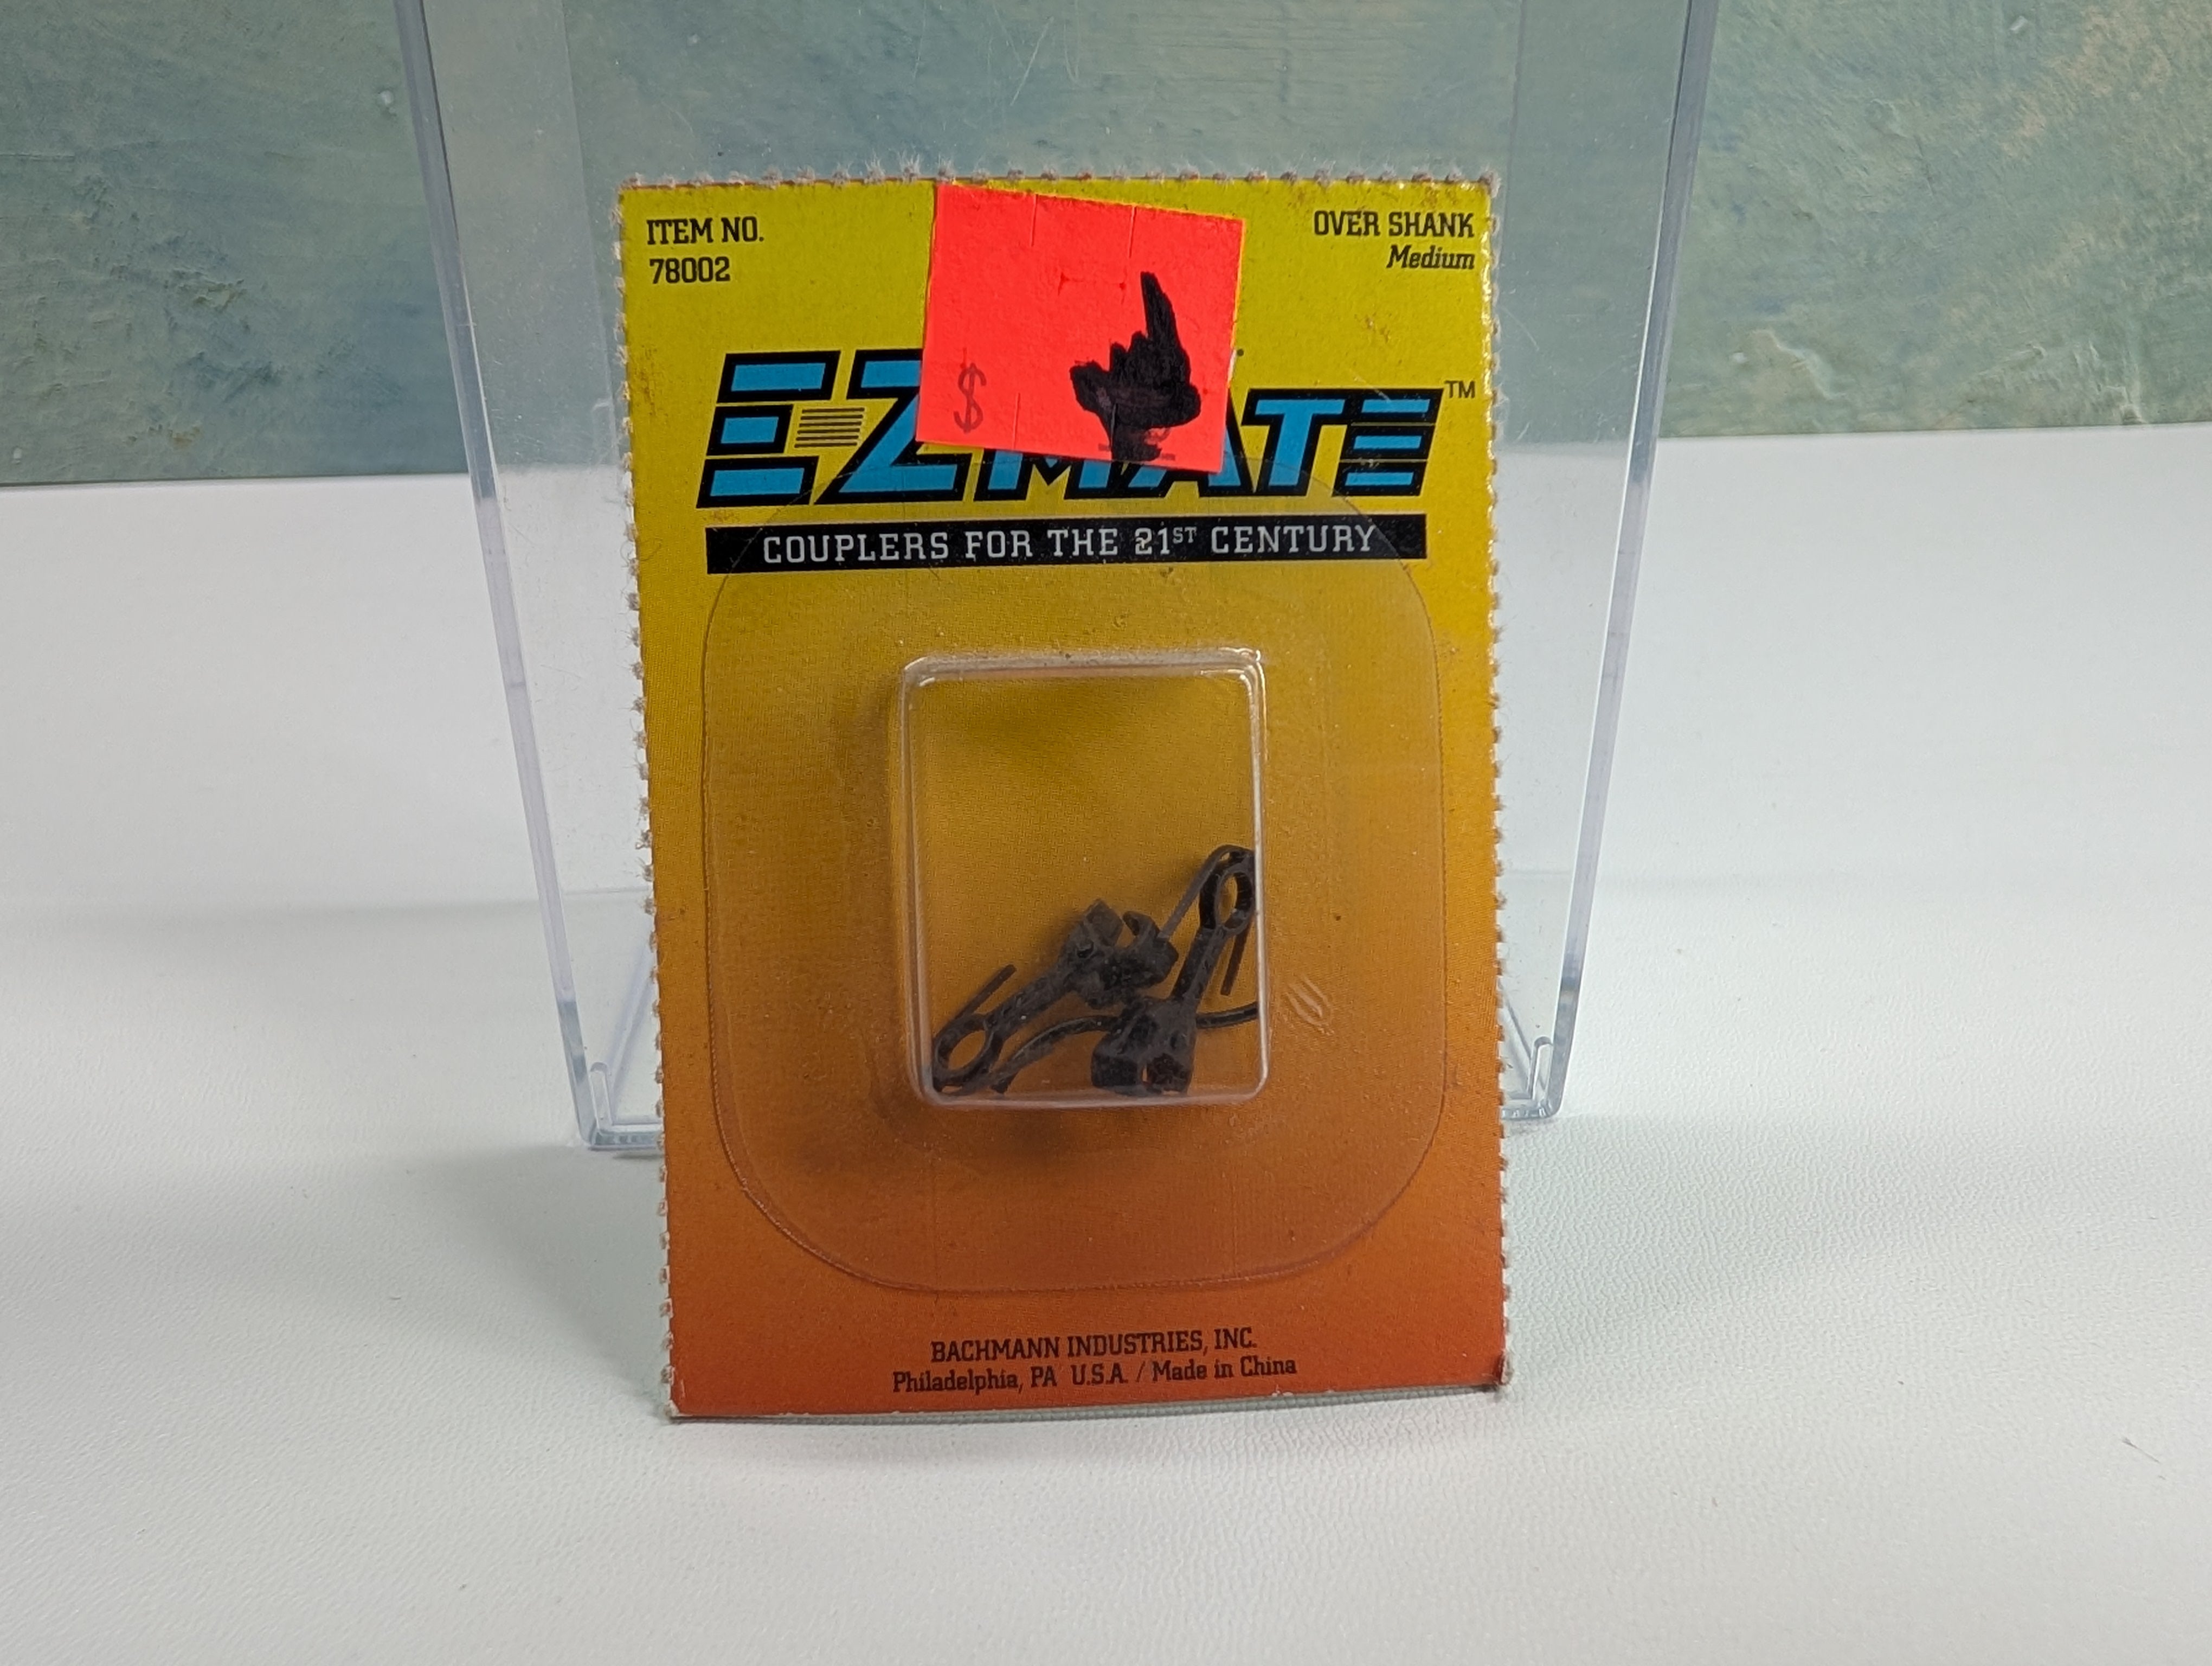 ITEM NO.
78002
OVER SHANK
Medium
$
E-Z MATE™
COUPLERS FOR THE 21ST CENTURY
BACHMANN INDUSTRIES, INC.
Philadelphia, PA U.S.A. / Made in China